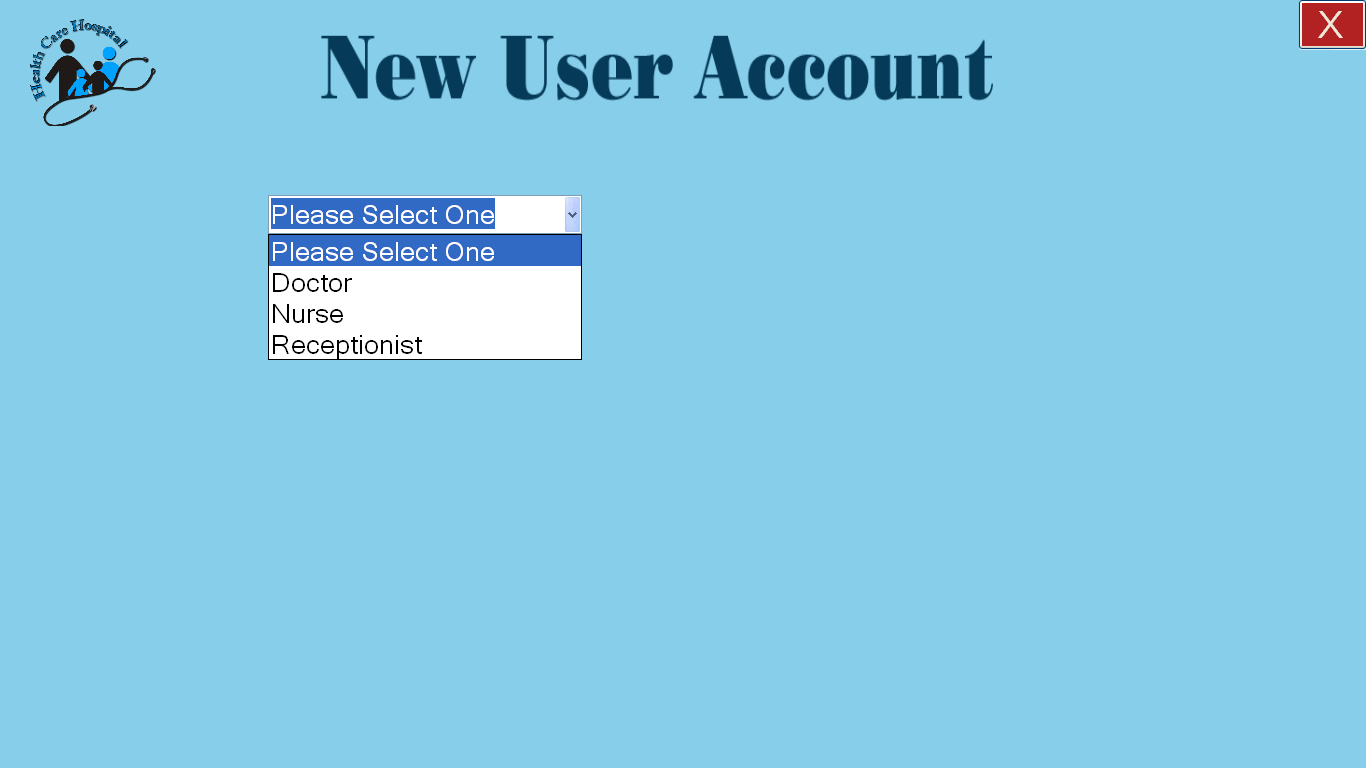 Health Care Hospital
New User Account
X
Please Select One
Please Select One
Doctor
Nurse
Receptionist